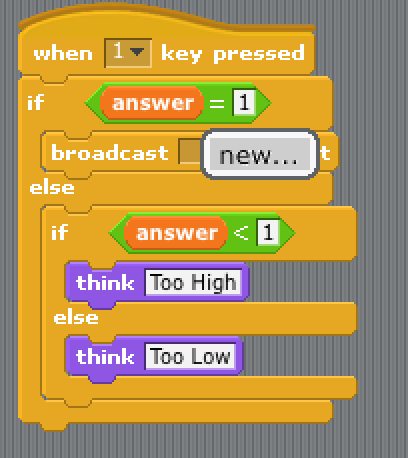 when 1 key pressed
if answer = 1
broadcast new... t
else
if answer < 1
think Too High
else
think Too Low